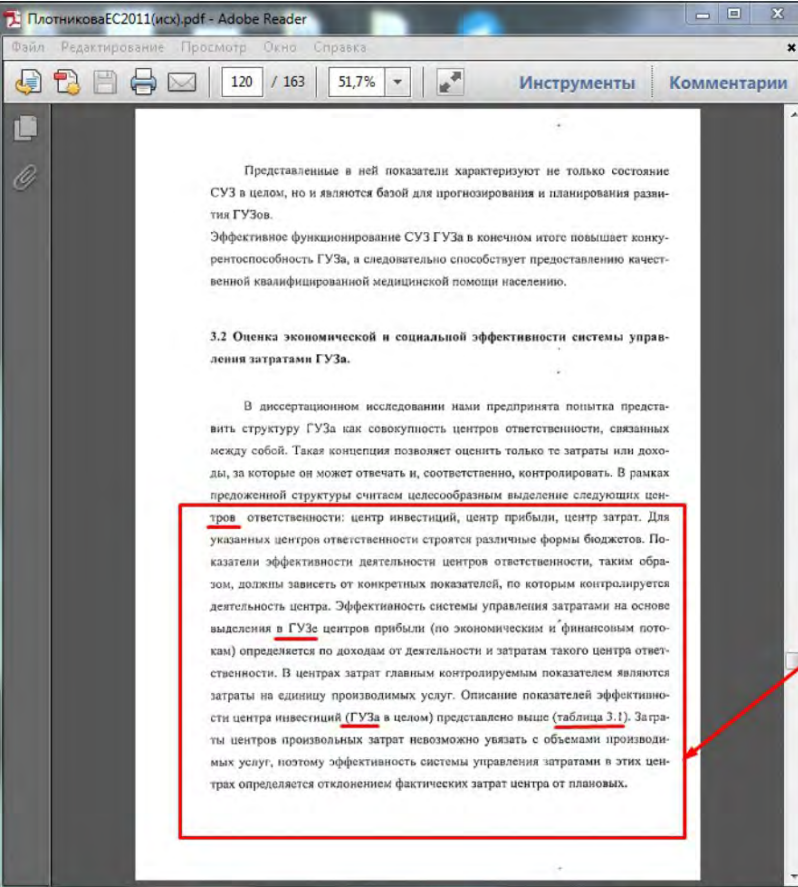 ПлотниковаЕС2011(исх).pdf - Adobe Reader
Файл Редактирование Просмотр Окно Справка
120 / 163 51,7% Инструменты Комментарии
Представленные в ней показатели характеризуют не только состояние
СУЗ в целом, но и являются базой для прогнозирования и планирования разви-
тия ГУЗов.
Эффективное функционирование СУЗ ГУЗа в конечном итоге повышает конку-
рентоспособность ГУЗа, а следовательно способствует предоставлению качест-
венной квалифицированной медицинской помощи населению.
3.2 Оценка экономической и социальной эффективности системы управ-
ления затратами ГУЗа.
В диссертационном исследовании нами предпринята попытка предста-
вить структуру ГУЗа как совокупность центров ответственности, связанных
между собой. Такая концепция позволяет оценить только те затраты или дохо-
ды, за которые он может отвечать и, соответственно, контролировать. В рамках
предложенной структуры считаем целесообразным выделение следующих цен-
тров ответственности: центр инвестиций, центр прибыли, центр затрат. Для
указанных центров ответственности строятся различные формы бюджетов. По-
казатели эффективности деятельности центров ответственности, таким обра-
зом, должны зависеть от конкретных показателей, по которым контролируется
деятельность центра. Эффективность системы управления затратами на основе
выделения в ГУЗе центров прибыли (по экономическим и финансовым пото-
кам) определяется по доходам от деятельности и затратам такого центра ответ-
ственности. В центрах затрат главным контролируемым показателем являются
затраты на единицу производимых услуг. Описание показателей эффективно-
сти центра инвестиций (ГУЗа в целом) представлено выше (таблица 3.1). Затра-
ты центров произвольных затрат невозможно увязать с объемами производи-
мых услуг, поэтому эффективность системы управления затратами в этих цен-
трах определяется отклонением фактических затрат центра от плановых.